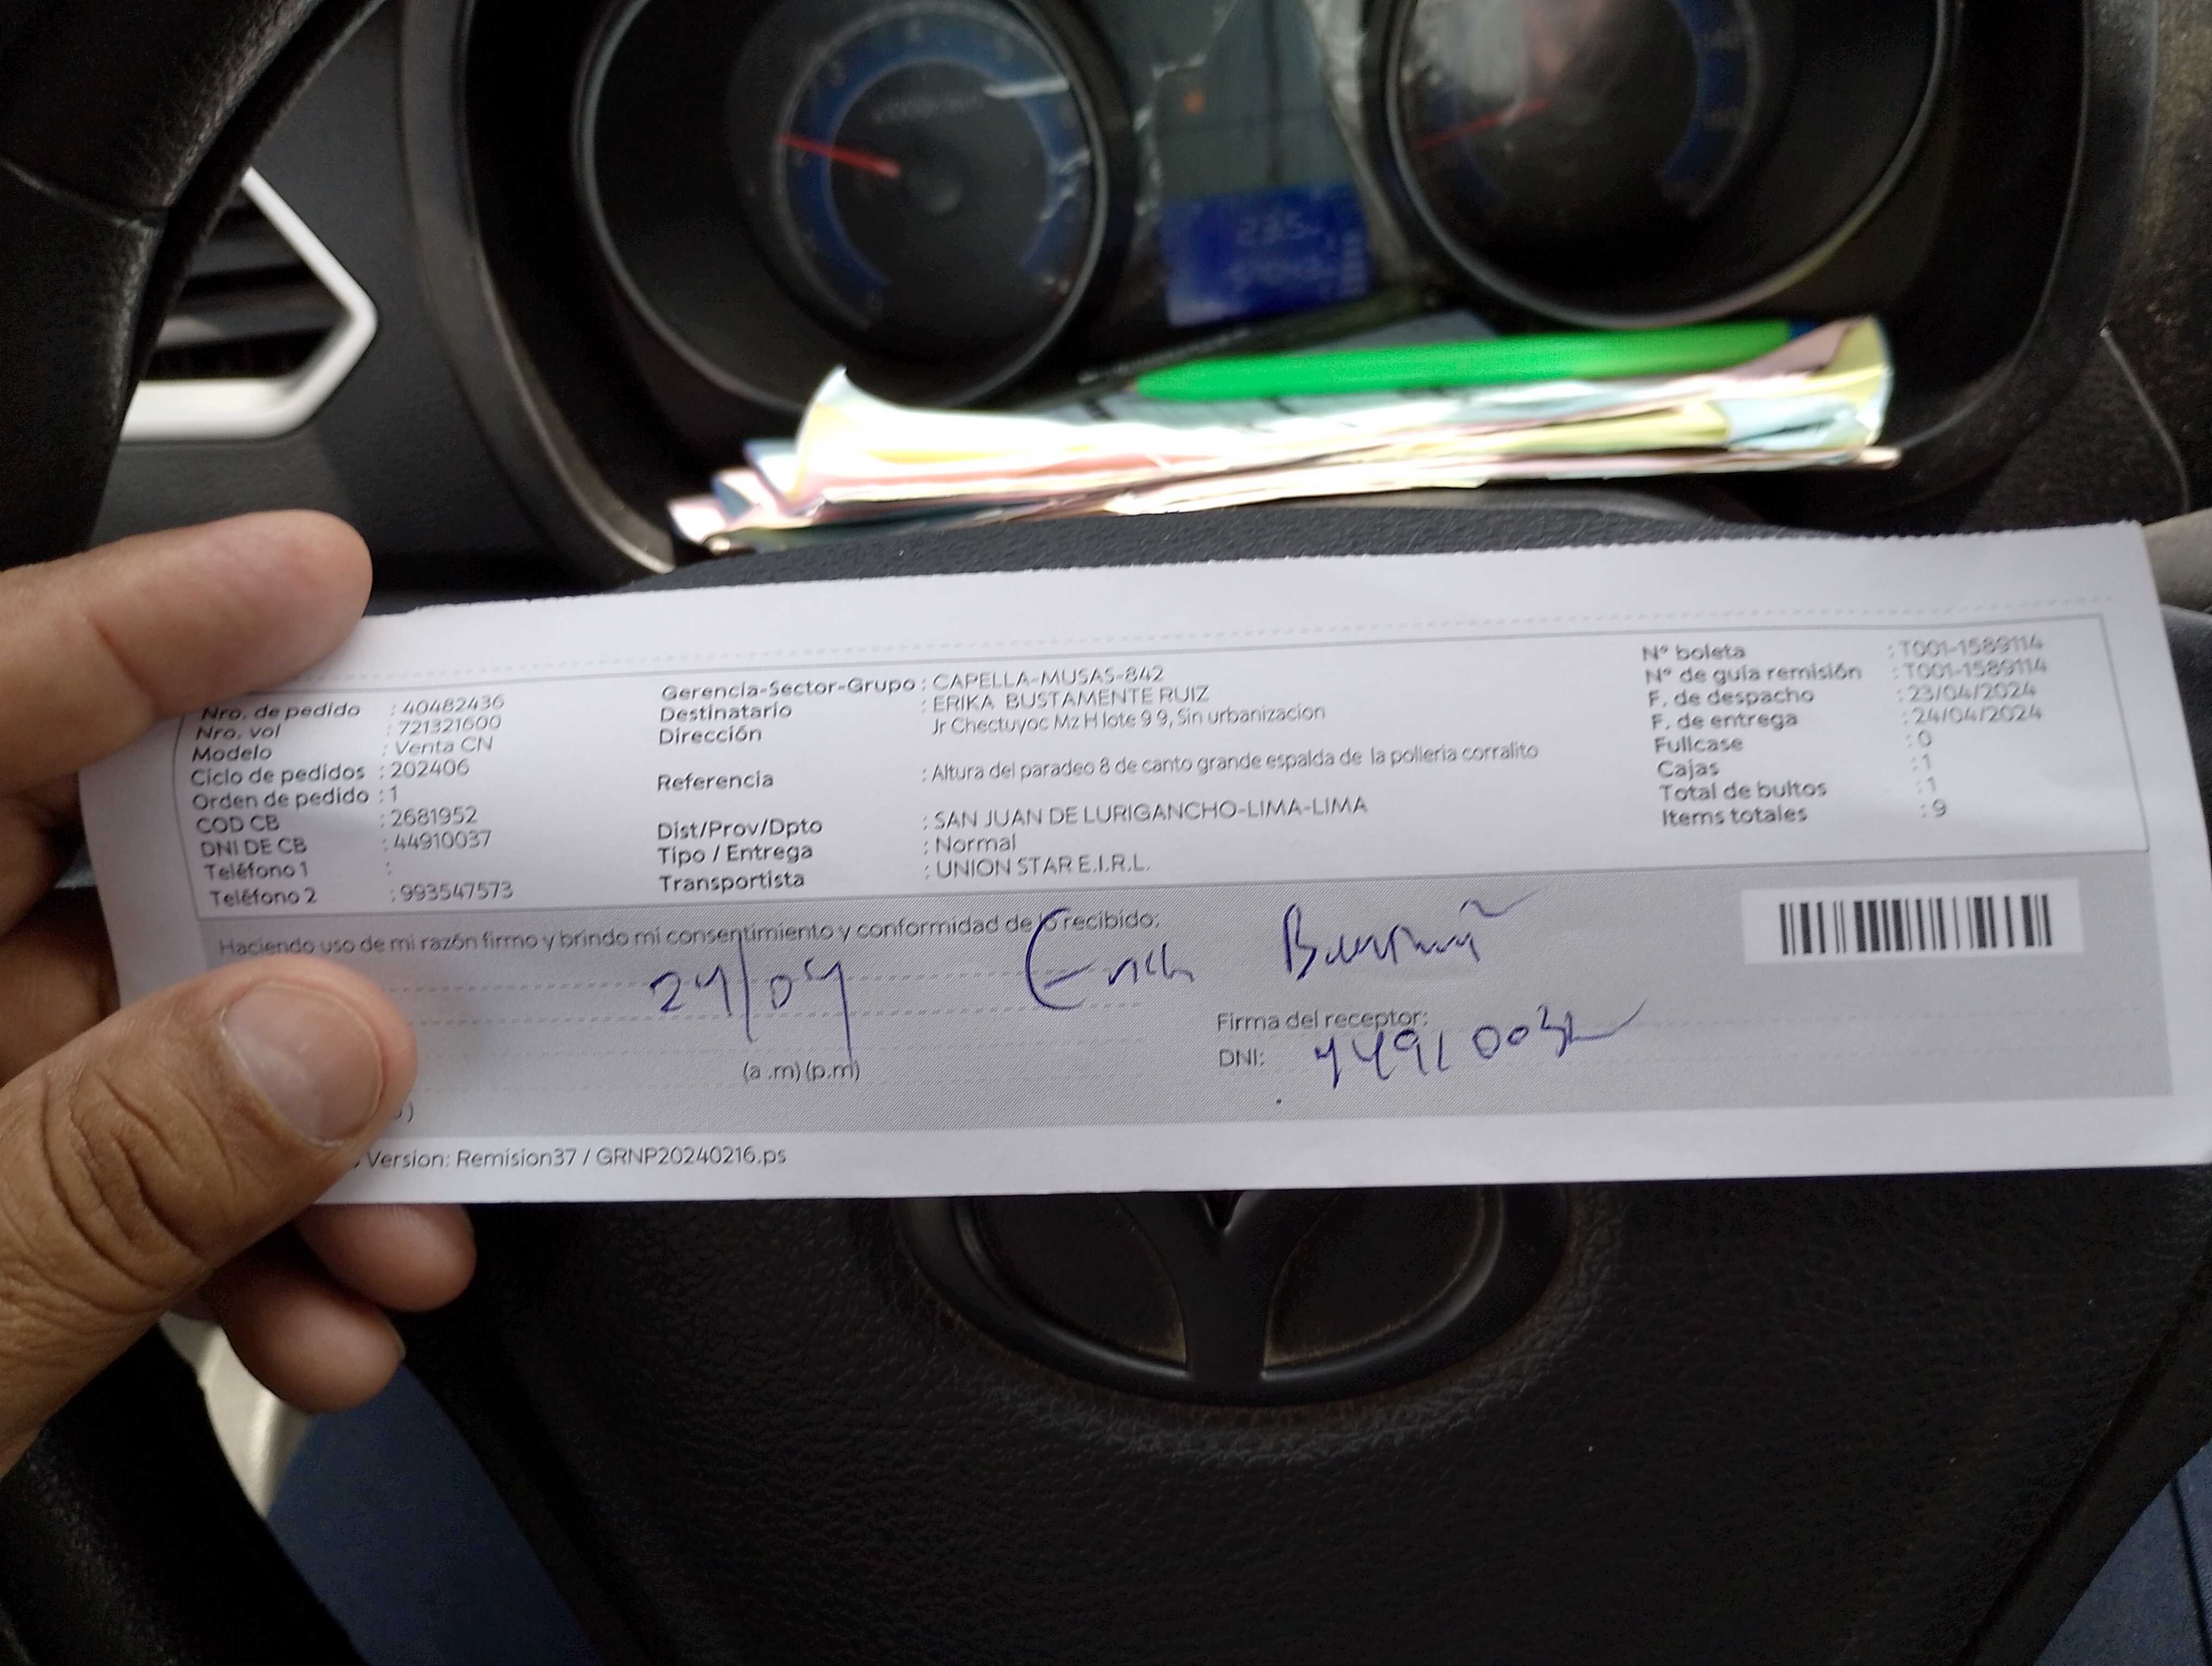 Nro. de pedido : 40482436
Nro. vol : 721321600
Modelo : Venta CN
Ciclo de pedidos : 202406
Orden de pedido : 1
COD CB : 2681952
DNI DE CB : 44910037
Teléfono 1 :
Teléfono 2 : 993547573
Gerencia-Sector-Grupo : CAPELLA-MUSAS-842
Destinatario : ERIKA BUSTAMENTE RUIZ
Dirección Jr Chectuyoc Mz H lote 9 9, Sin urbanizacion
Referencia : Altura del paradeo 8 de canto grande espalda de la polleria corralito
Dist/Prov/Dpto : SAN JUAN DE LURIGANCHO-LIMA-LIMA
Tipo / Entrega : Normal
Transportista : UNION STAR E.I.R.L.
Nº boleta : T001-1589114
Nº de guía remisión : T001-1589114
F. de despacho : 23/04/2024
F. de entrega : 24/04/2024
Fullcase : 0
Cajas : 1
Total de bultos : 1
Items totales : 9
Haciendo uso de mi razón firmo y brindo mi consentimiento y conformidad de lo recibido:
24/04
(a .m) (p.m)
Firma del receptor:
DNI:
Version: Remision37 / GRNP20240216.ps